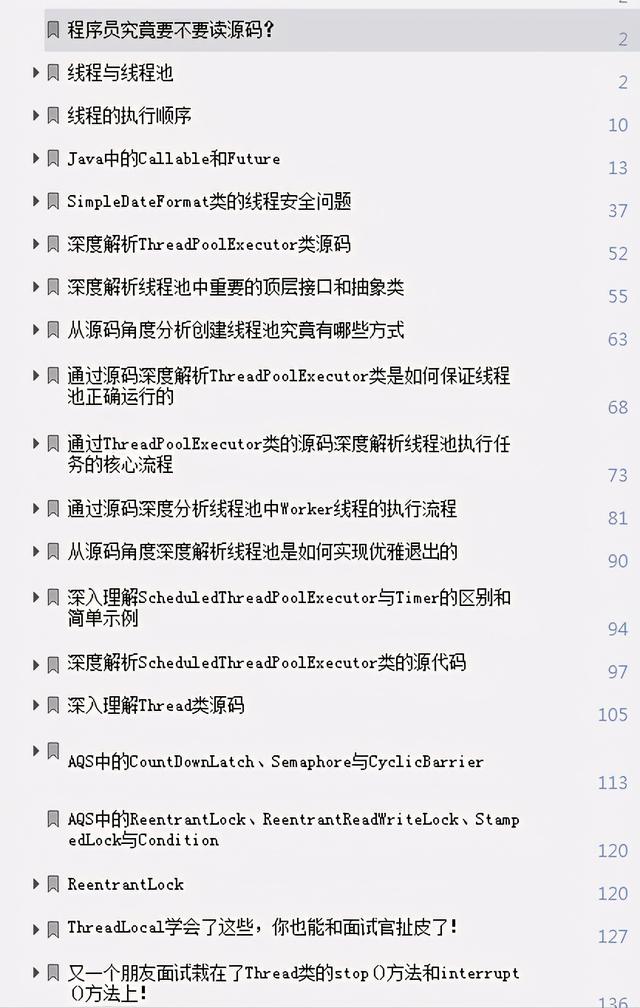 程序员究竟要不要读源码?
2
线程与线程池
2
线程的执行顺序
10
Java中的Callable和Future
13
SimpleDateFormat类的线程安全问题
37
深度解析ThreadPoolExecutor类源码
52
深度解析线程池中重要的顶层接口和抽象类
55
从源码角度分析创建线程池究竟有哪些方式
63
通过源码深度解析ThreadPoolExecutor类是如何保证线程
池正确运行的
68
通过ThreadPoolExecutor类的源码深度解析线程池执行任
务的核心流程
73
通过源码深度分析线程池中Worker线程的执行流程
81
从源码角度深度解析线程池是如何实现优雅退出的
90
深入理解ScheduledThreadPoolExecutor与Timer的区别和
简单示例
94
深度解析ScheduledThreadPoolExecutor类的源代码
97
深入理解Thread类源码
105
AQS中的CountDownLatch、Semaphore与CyclicBarrier
113
AQS中的ReentrantLock、ReentrantReadWriteLock、Stamp
edLock与Condition
120
ReentrantLock
120
ThreadLocal学会了这些，你也能和面试官扯皮了!
127
又一个朋友面试栽在了Thread类的stop()方法和interrupt
()方法上!
136